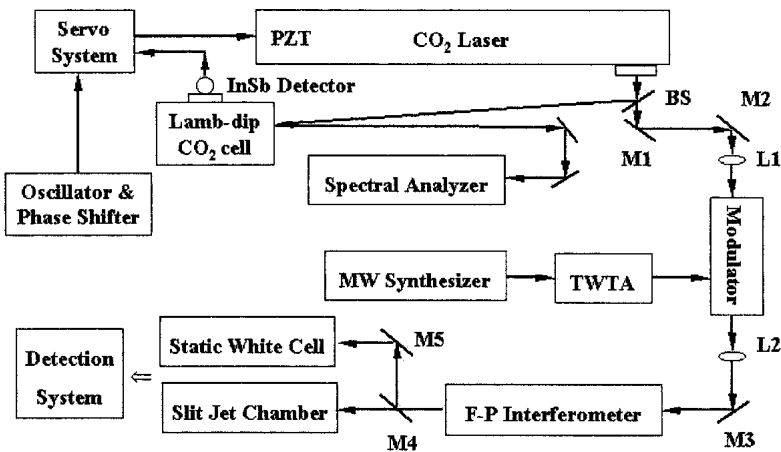 Servo
System
PZT
CO2 Laser
InSb Detector
BS
M2
Lamb-dip
CO2 cell
M1
L1
Spectral Analyzer
Oscillator &
Phase Shifter
Modulator
MW Synthesizer
TWTA
Static White Cell
M5
L2
Detection
System
Slit Jet Chamber
F-P Interferometer
M4
M3